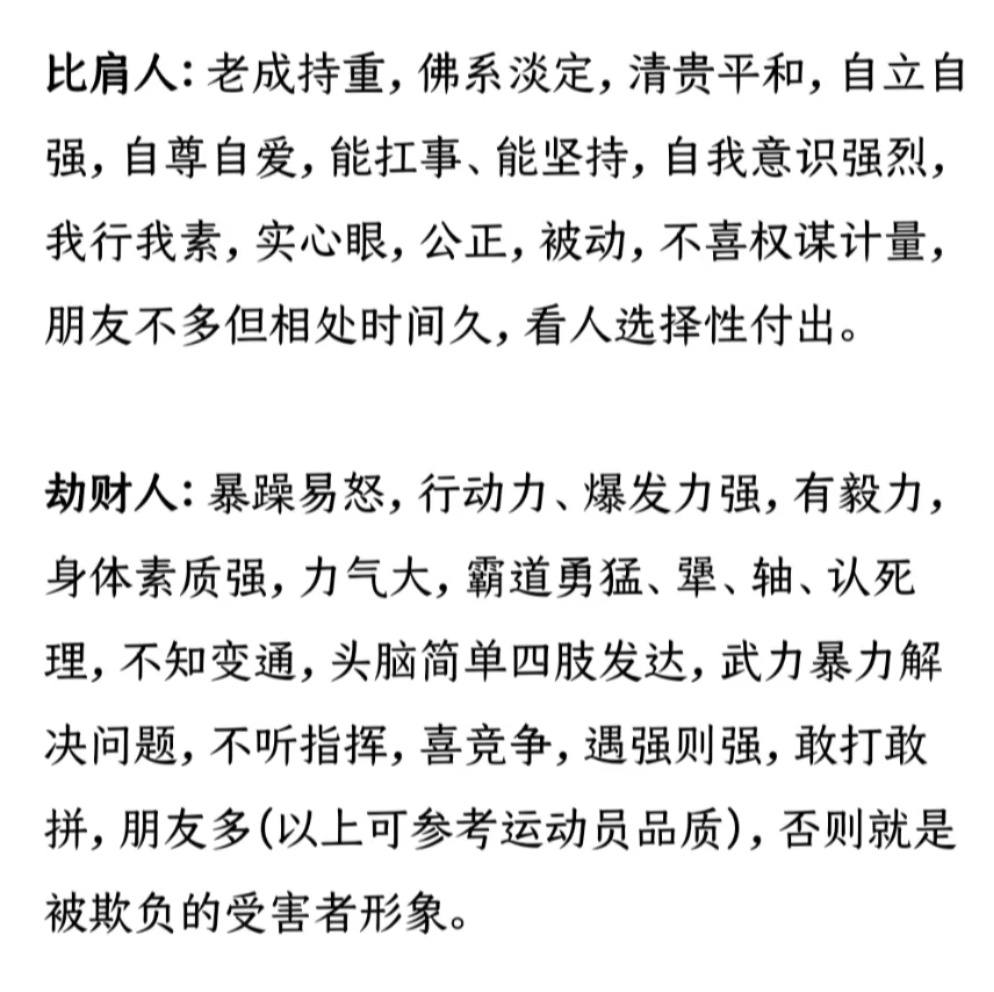 比肩人：老成持重，佛系淡定，清贵平和，自立自
强，自尊自爱，能扛事、能坚持，自我意识强烈，
我行我素，实心眼，公正，被动，不喜权谋计量，
朋友不多但相处时间久，看人选择性付出。
劫财人：暴躁易怒，行动力、爆发力强，有毅力，
身体素质强，力气大，霸道勇猛、犟、轴、认死
理，不知变通，头脑简单四肢发达，武力暴力解
决问题，不听指挥，喜竞争，遇强则强，敢打敢
拼，朋友多（以上可参考运动员品质），否则就是
被欺负的受害者形象。